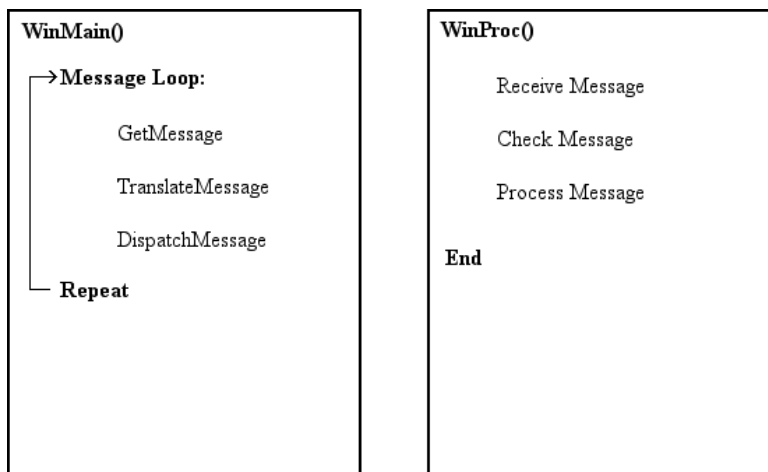 WinMain()
Message Loop:
GetMessage
TranslateMessage
DispatchMessage
Repeat
WinProc()
Receive Message
Check Message
Process Message
End